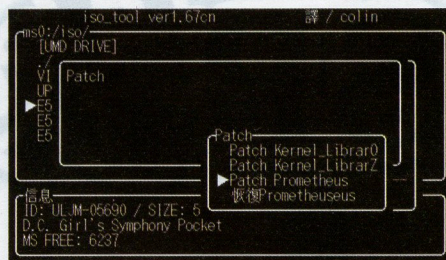 iso_tool ver1.67cn 譯 / colin
ms0:/iso/
[UMD DRIVE]
./
VI
UP
▶E5
E5
E5
Patch
Patch
Patch Kernel_Librar0
Patch Kernel_LibrarZ
▶Patch Prometheus
恢復Prometheuseus
信息
ID: ULJM-05690 / SIZE: 5
D.C. Girl's Symphony Pocket
MS FREE: 6237